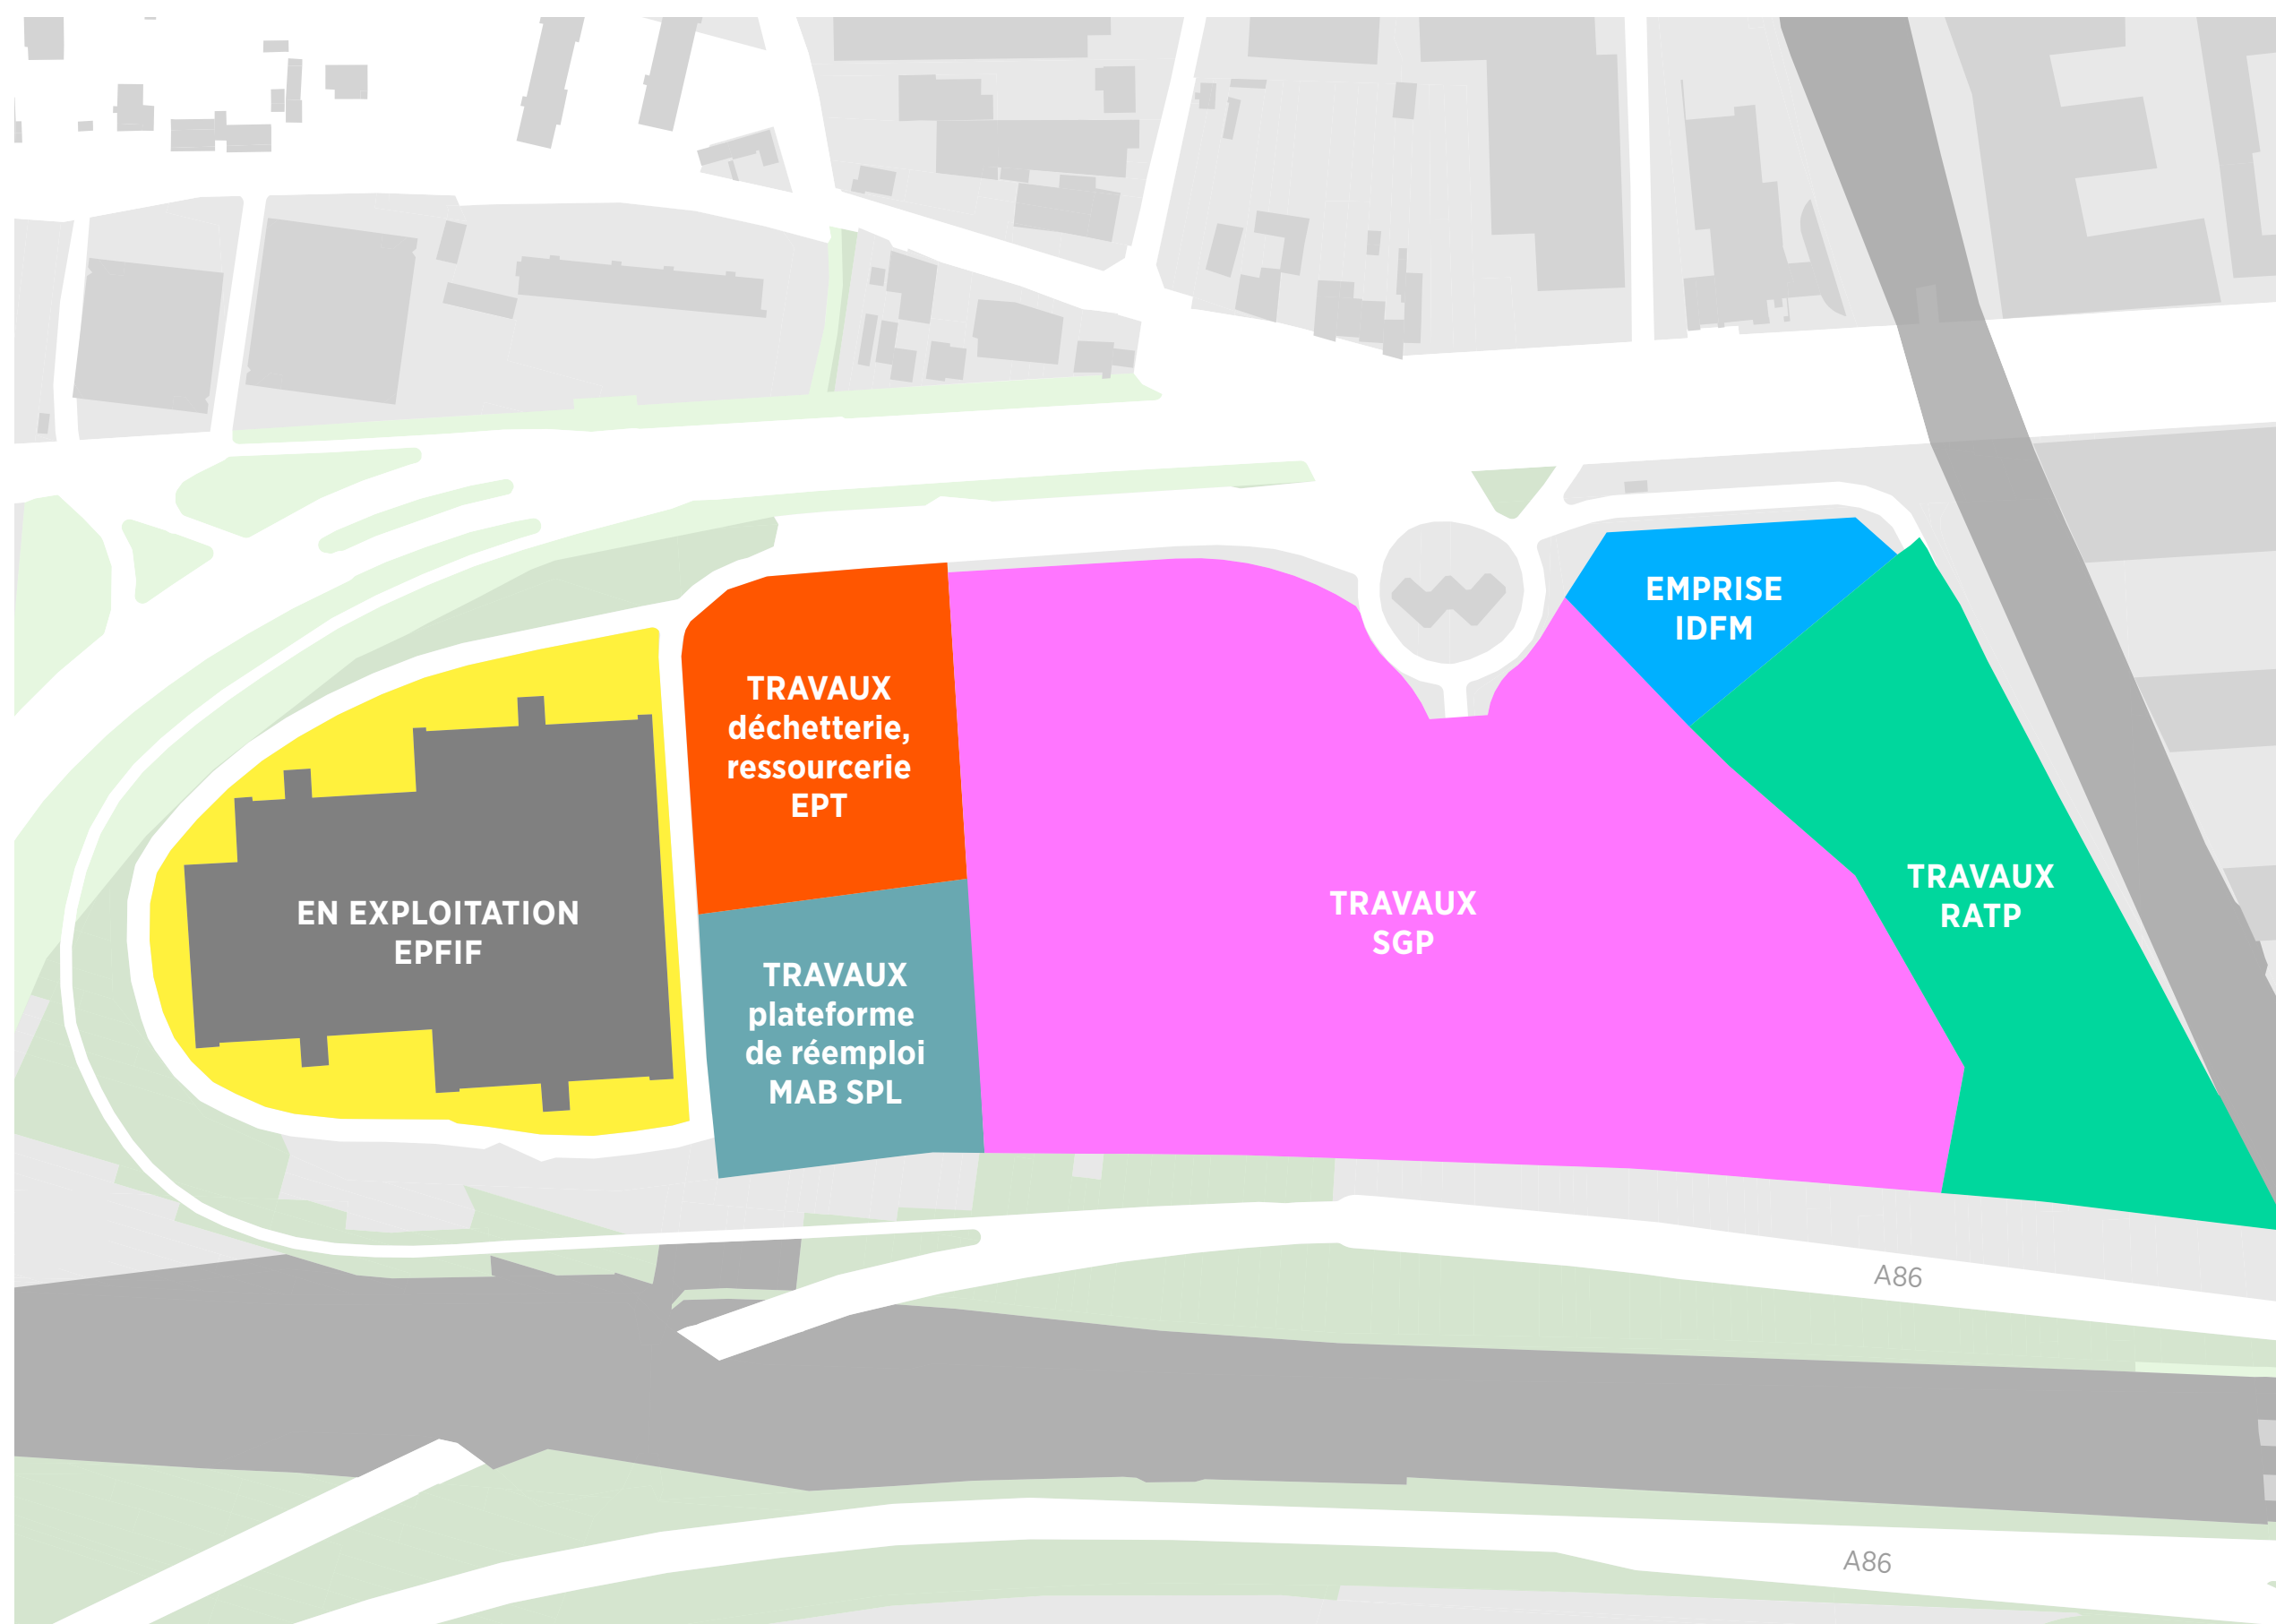 EMPRISE
IDFM
TRAVAUX
déchetterie,
ressourcerie
EPT
TRAVAUX
RATP
TRAVAUX
SGP
EN EXPLOITATION
EPFIF
TRAVAUX
plateforme
de réemploi
MAB SPL
A86
A86